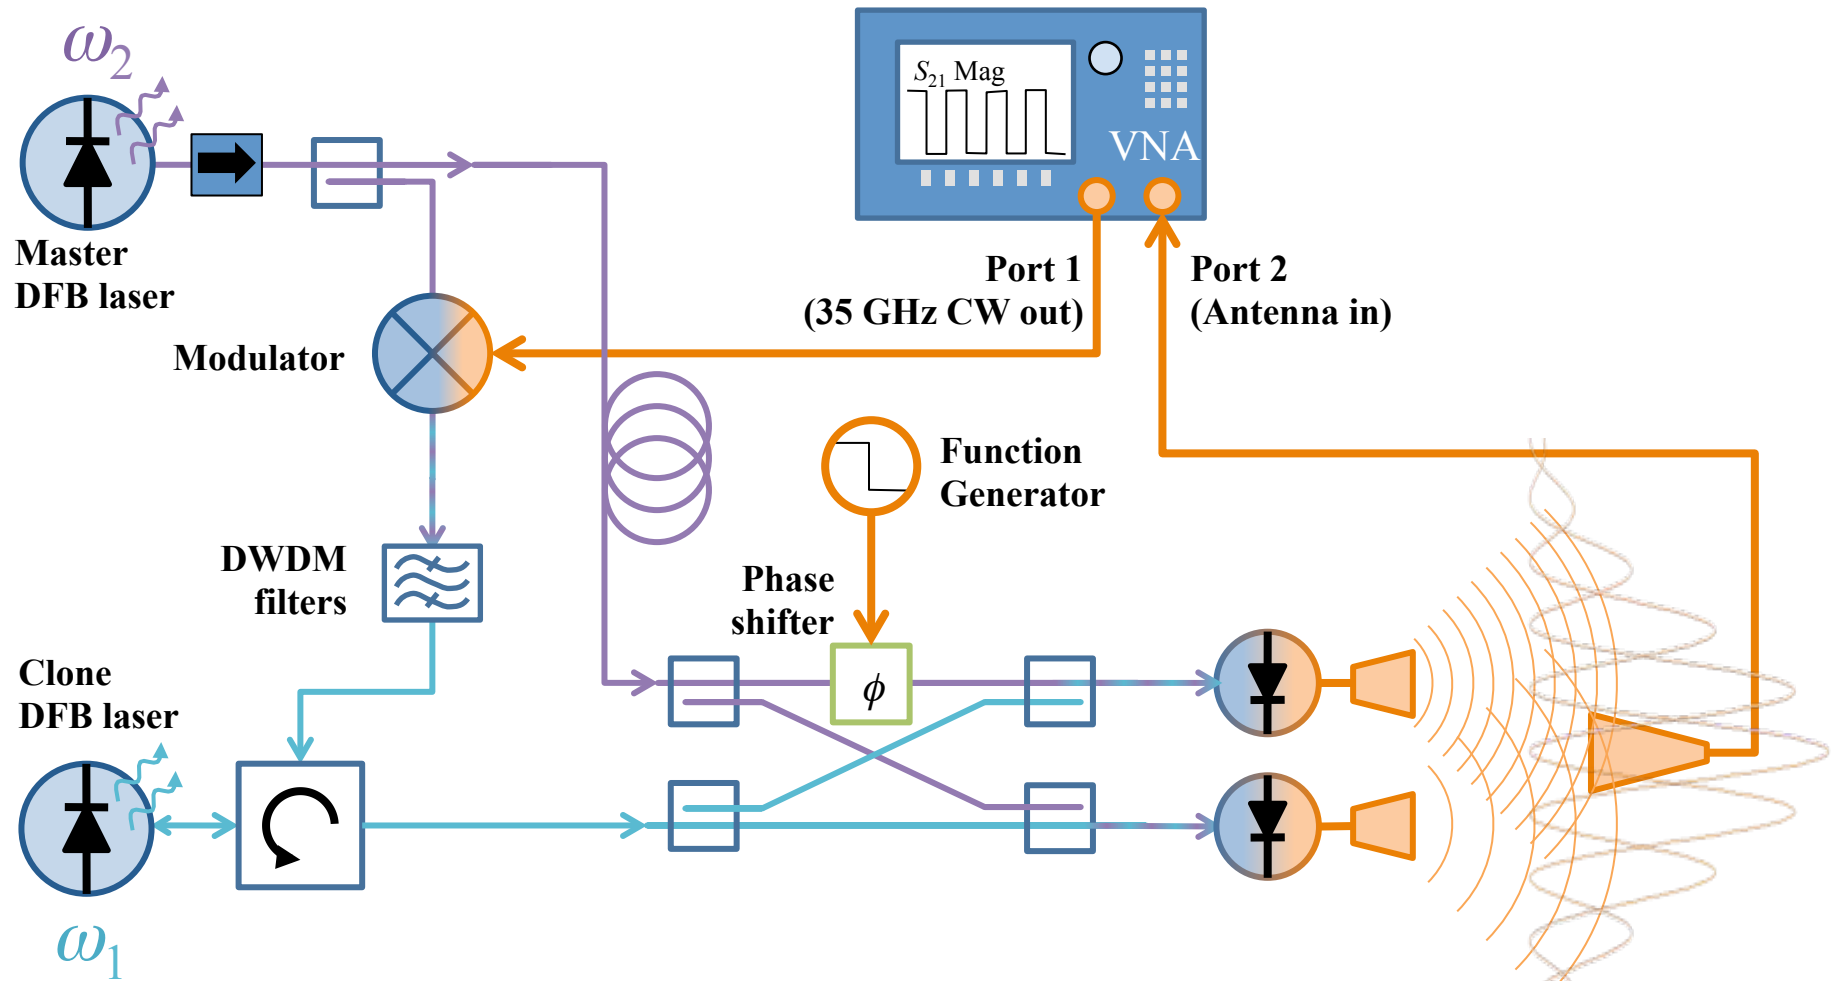 ω2
S21 Mag
VNA
Master
DFB laser
Port 1
(35 GHz CW out)
Port 2
(Antenna in)
Modulator
Function
Generator
DWDM
filters
Phase
shifter
ϕ
Clone
DFB laser
ω1